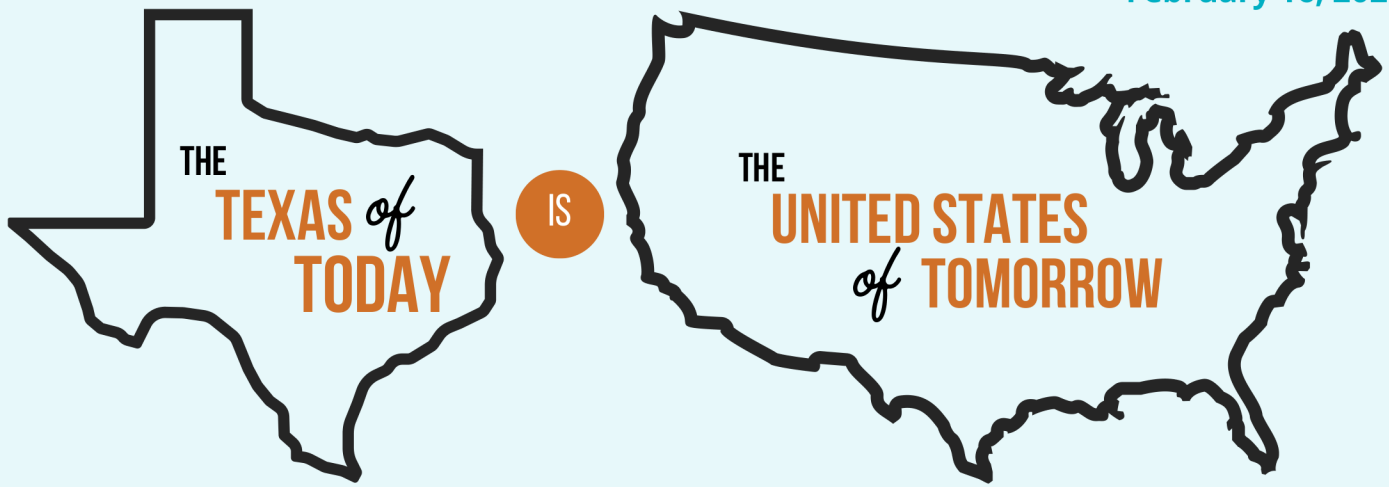 THE
TEXAS of
TODAY
IS
THE
UNITED STATES
of TOMORROW